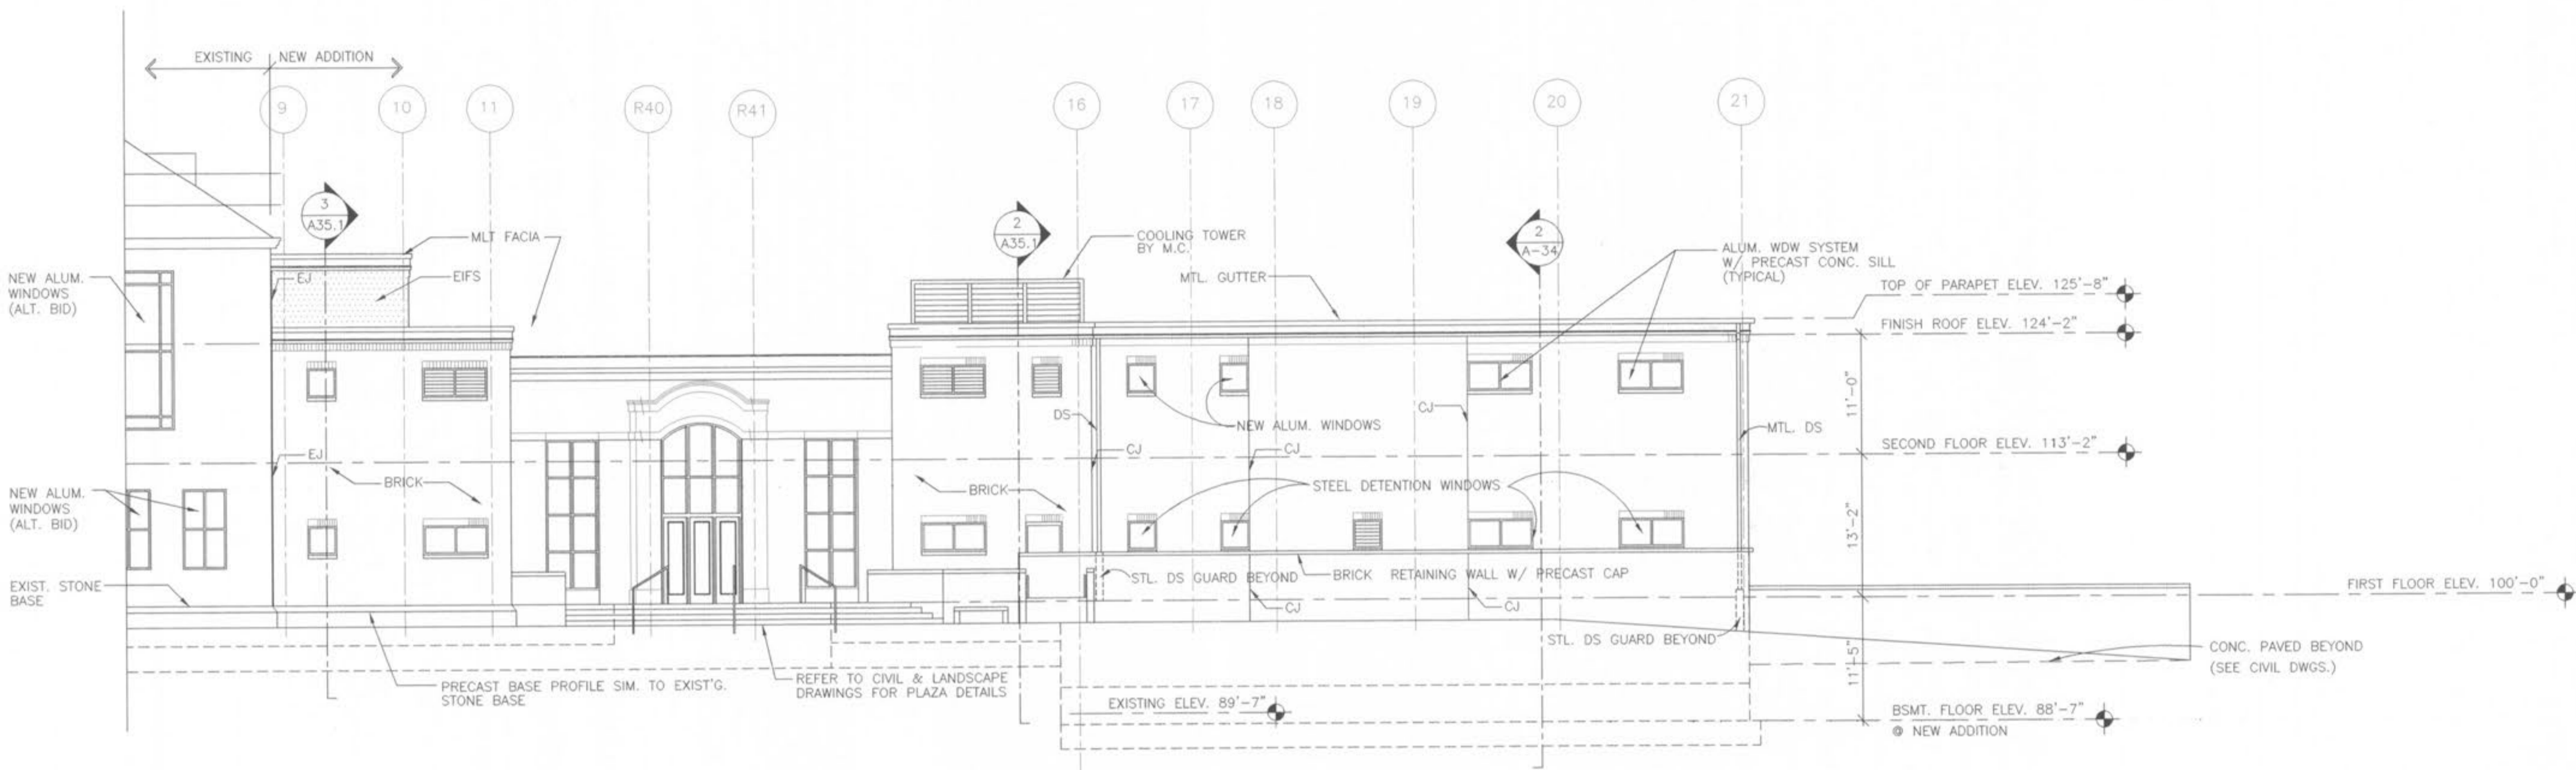 EXISTING
NEW ADDITION
9
10
11
R40
R41
16
17
18
19
20
21
3
A35.1
2
A35.1
2
A-34
MLT FACIA
EJ
EIFS
NEW ALUM.
WINDOWS
(ALT. BID)
COOLING TOWER
BY M.C.
MTL. GUTTER
ALUM. WDW SYSTEM
W/ PRECAST CONC. SILL
(TYPICAL)
TOP OF PARAPET ELEV. 125'-8"
FINISH ROOF ELEV. 124'-2"
11'-0"
DS
NEW ALUM. WINDOWS
CJ
MTL. DS
SECOND FLOOR ELEV. 113'-2"
EJ
CJ
CJ
BRICK
BRICK
STEEL DETENTION WINDOWS
NEW ALUM.
WINDOWS
(ALT. BID)
13'-2"
EXIST. STONE
BASE
STL. DS GUARD BEYOND
BRICK RETAINING WALL W/ PRECAST CAP
FIRST FLOOR ELEV. 100'-0"
CJ
CJ
STL. DS GUARD BEYOND
CONC. PAVED BEYOND
(SEE CIVIL DWGS.)
11'-5"
PRECAST BASE PROFILE SIM. TO EXIST'G.
STONE BASE
REFER TO CIVIL & LANDSCAPE
DRAWINGS FOR PLAZA DETAILS
EXISTING ELEV. 89'-7"
BSMT. FLOOR ELEV. 88'-7"
@ NEW ADDITION